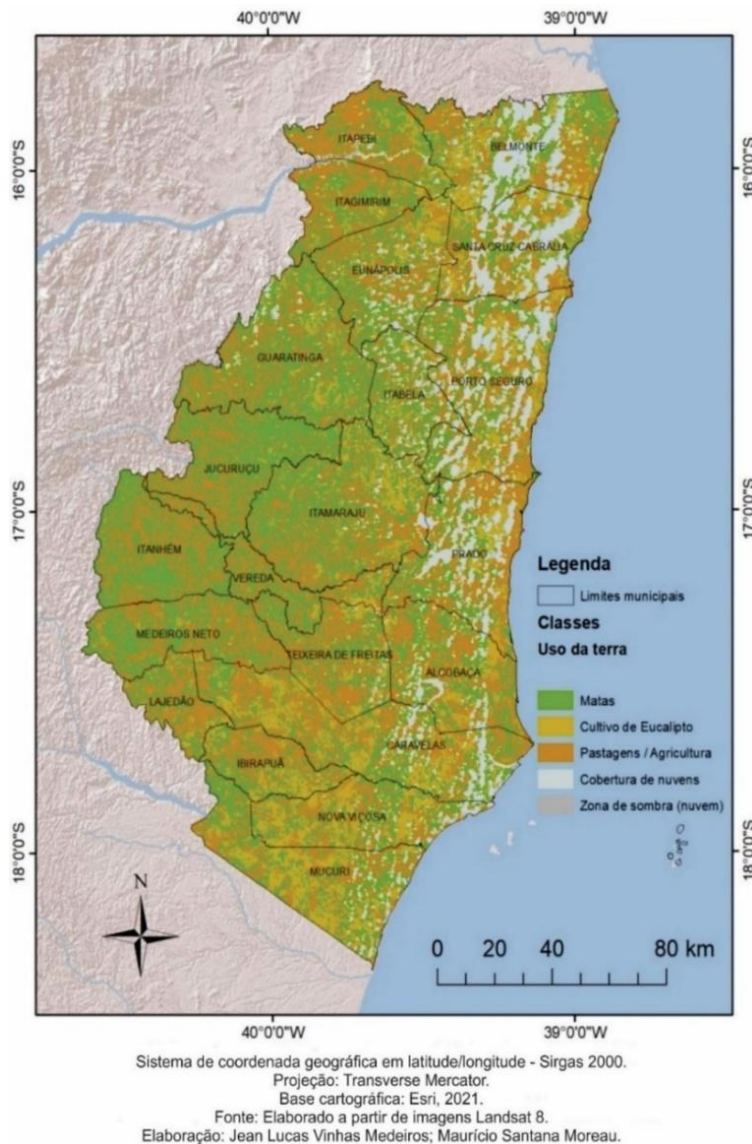 40°0'0"W
39°0'0"W
16°0'0"S
16°0'0"S
ITAPEBI
BELMONTE
ITAGIMIRIM
SANTA CRUZ CABRÁLIA
EUNÁPOLIS
GUARATINGA
ITABELA
PORTO SEGURO
JUCURUÇU
ITAMARAJU
17°0'0"S
17°0'0"S
ITANHÉM
PRADO
VEREDA
MEDEIROS NETO
TEIXEIRA DE FREITAS
ALCOBAÇA
LAJEDÃO
CARAVELAS
IBIRAPUÃ
NOVA VIÇOSA
MUCURI
18°0'0"S
18°0'0"S
Legenda
Limites municipais
Classes
Uso da terra
Matas
Cultivo de Eucalipto
Pastagens / Agricultura
Cobertura de nuvens
Zona de sombra (nuvem)
N
0 20 40 80 km
40°0'0"W
39°0'0"W
Sistema de coordenada geográfica em latitude/longitude - Sirgas 2000.
Projeção: Transverse Mercator.
Base cartográfica: Esri, 2021.
Fonte: Elaborado a partir de imagens Landsat 8.
Elaboração: Jean Lucas Vinhas Medeiros; Maurício Santana Moreau.